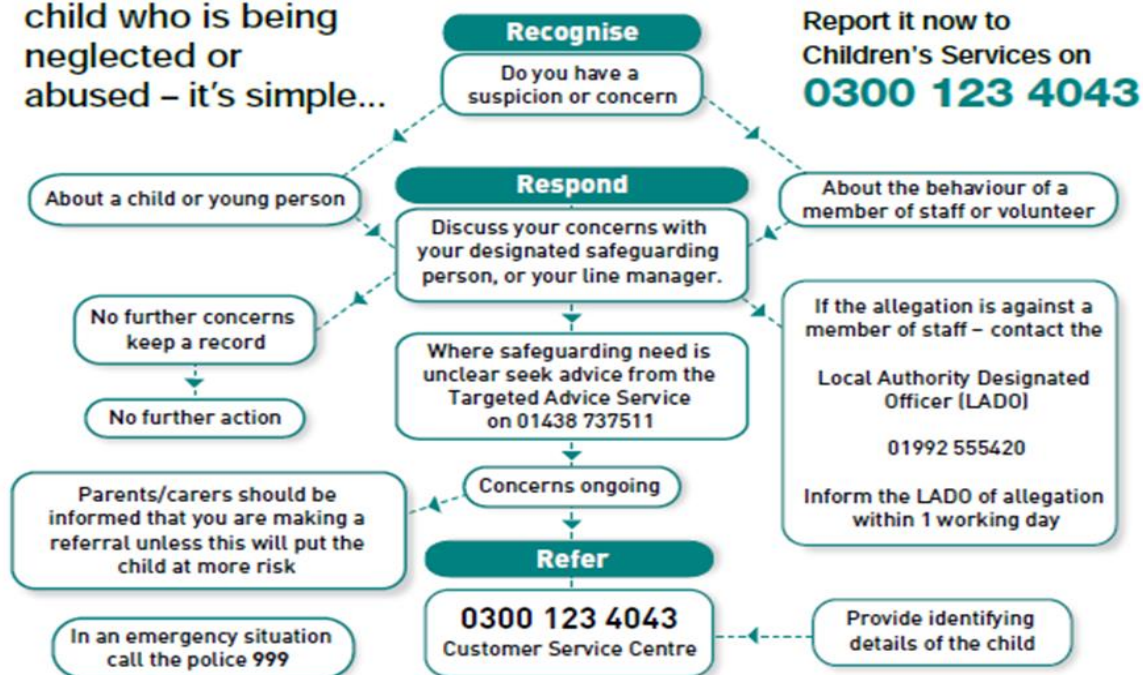 child who is being
neglected or
abused – it's simple...
Recognise
Do you have a
suspicion or concern
Report it now to
Children's Services on
0300 123 4043
About a child or young person
Respond
Discuss your concerns with
your designated safeguarding
person, or your line manager.
About the behaviour of a
member of staff or volunteer
No further concerns
keep a record
No further action
Where safeguarding need is
unclear seek advice from the
Targeted Advice Service
on 01438 737511
If the allegation is against a
member of staff – contact the
Local Authority Designated
Officer (LADO)
01992 555420
Inform the LADO of allegation
within 1 working day
Concerns ongoing
Parents/carers should be
informed that you are making a
referral unless this will put the
child at more risk
Refer
0300 123 4043
Customer Service Centre
Provide identifying
details of the child
In an emergency situation
call the police 999